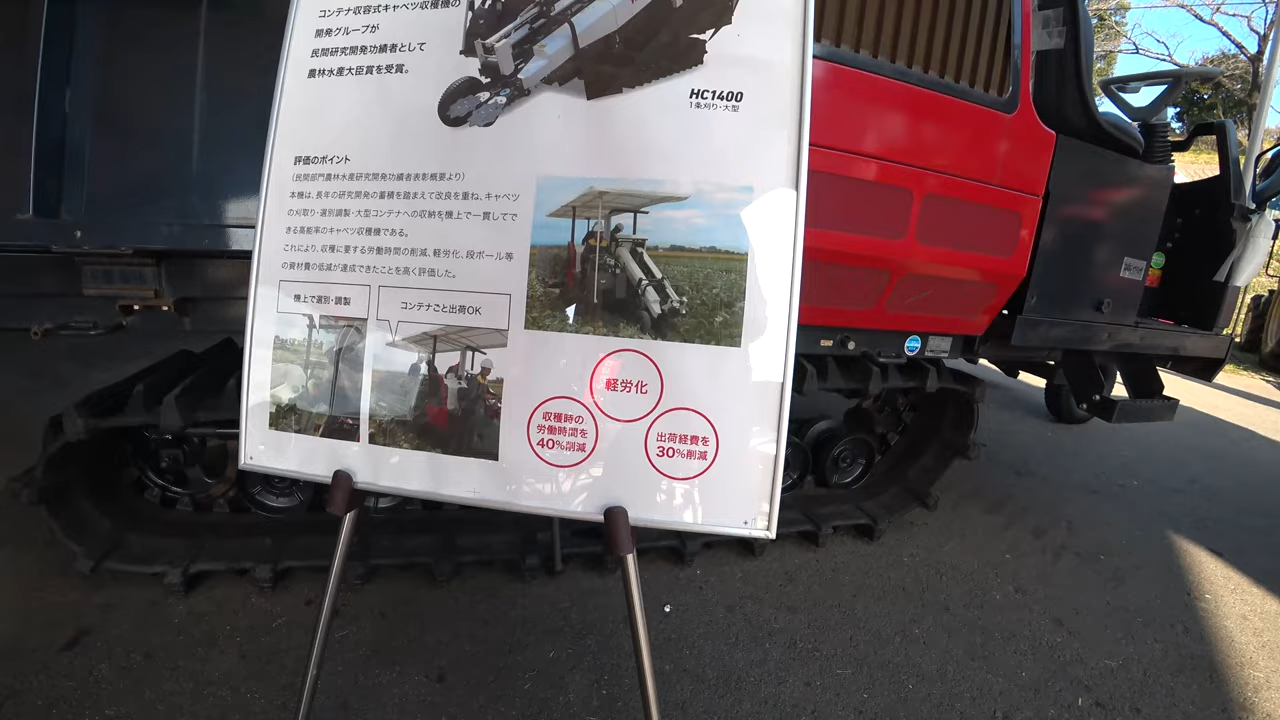 コンテナ収容式キャベツ収穫機の
開発グループが
民間研究開発功績者として
農林水産大臣賞を受賞。
HC1400
1条刈り・大型
評価のポイント
(民間部門農林水産研究開発功績者表彰概要より)
本機は、長年の研究開発の蓄積を踏まえて改良を重ね、キャベツ
の刈取り・選別調製・大型コンテナへの収納を機上で一貫してで
きる高能率のキャベツ収穫機である。
これにより、収穫に要する労働時間の削減、軽労化、段ボール等
の資材費の低減が達成できたことを高く評価した。
機上で選別・調製
コンテナごと出荷OK
軽労化
収穫時の
労働時間を
40%削減
出荷経費を
30%削減